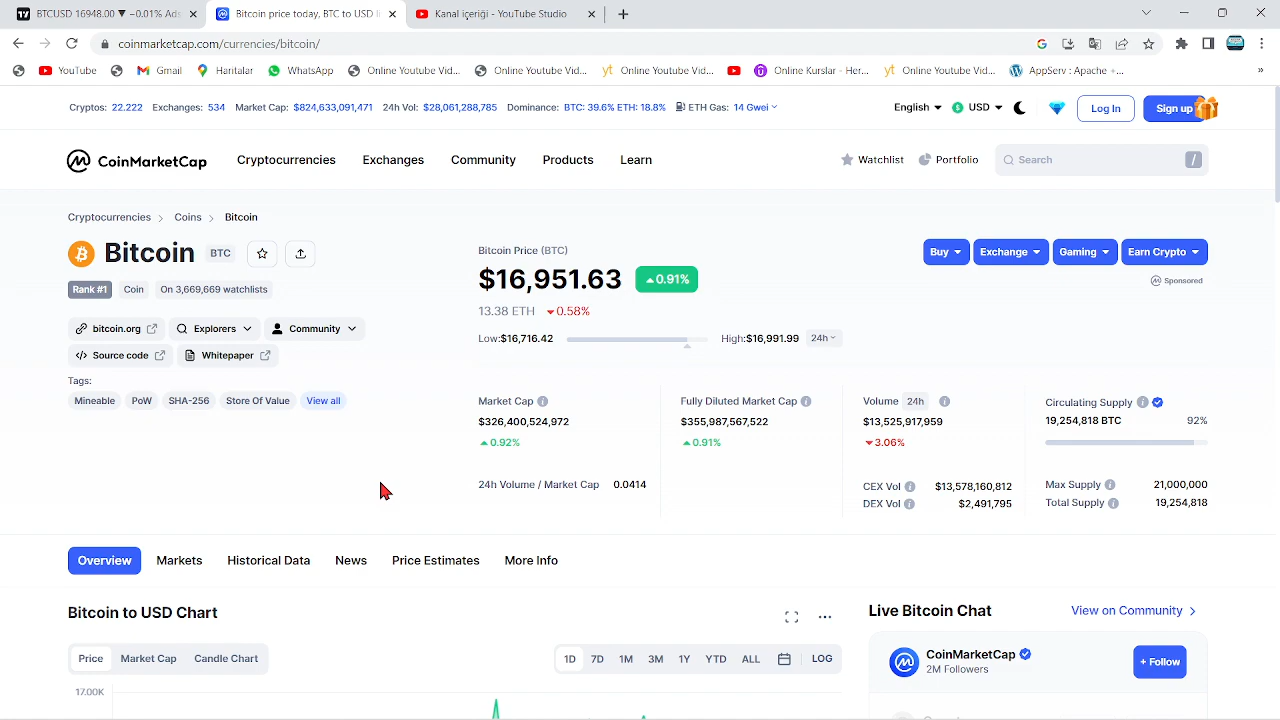 BTCUSD 16948.00 ▼ −0.01% Ads
Bitcoin price today, BTC to USD li
Kanal içeriği - YouTube Studio
coinmarketcap.com/currencies/bitcoin/
YouTube
Gmail
Haritalar
WhatsApp
Online Youtube Vid...
Online Youtube Vid...
Online Youtube Vid...
Online Kurslar - Her...
Online Youtube Vid...
AppServ : Apache +...
»
Cryptos: 22.222 Exchanges: 534 Market Cap: $824,633,091,471 24h Vol: $28,061,288,785 Dominance: BTC: 39.6% ETH: 18.8% ETH Gas: 14 Gwei
English USD Log In Sign up
CoinMarketCap Cryptocurrencies Exchanges Community Products Learn Watchlist Portfolio Search /
Cryptocurrencies > Coins > Bitcoin
Bitcoin BTC
Rank #1 Coin On 3,669,669 watchlists
bitcoin.org Explorers Community
Source code Whitepaper
Tags:
Mineable PoW SHA-256 Store Of Value View all
Bitcoin Price (BTC)
$16,951.63 0.91%
13.38 ETH 0.58%
Low:$16,716.42 High:$16,991.99 24h
Buy Exchange Gaming Earn Crypto
Sponsored
Market Cap
$326,400,524,972
0.92%
24h Volume / Market Cap 0.0414
Fully Diluted Market Cap
$355,987,567,522
0.91%
Volume 24h
$13,525,917,959
3.06%
CEX Vol $13,578,160,812
DEX Vol $2,491,795
Circulating Supply
19,254,818 BTC 92%
Max Supply 21,000,000
Total Supply 19,254,818
Overview Markets Historical Data News Price Estimates More Info
Bitcoin to USD Chart
Price Market Cap Candle Chart 1D 7D 1M 3M 1Y YTD ALL LOG
17.00K
Live Bitcoin Chat View on Community >
CoinMarketCap
2M Followers
+ Follow